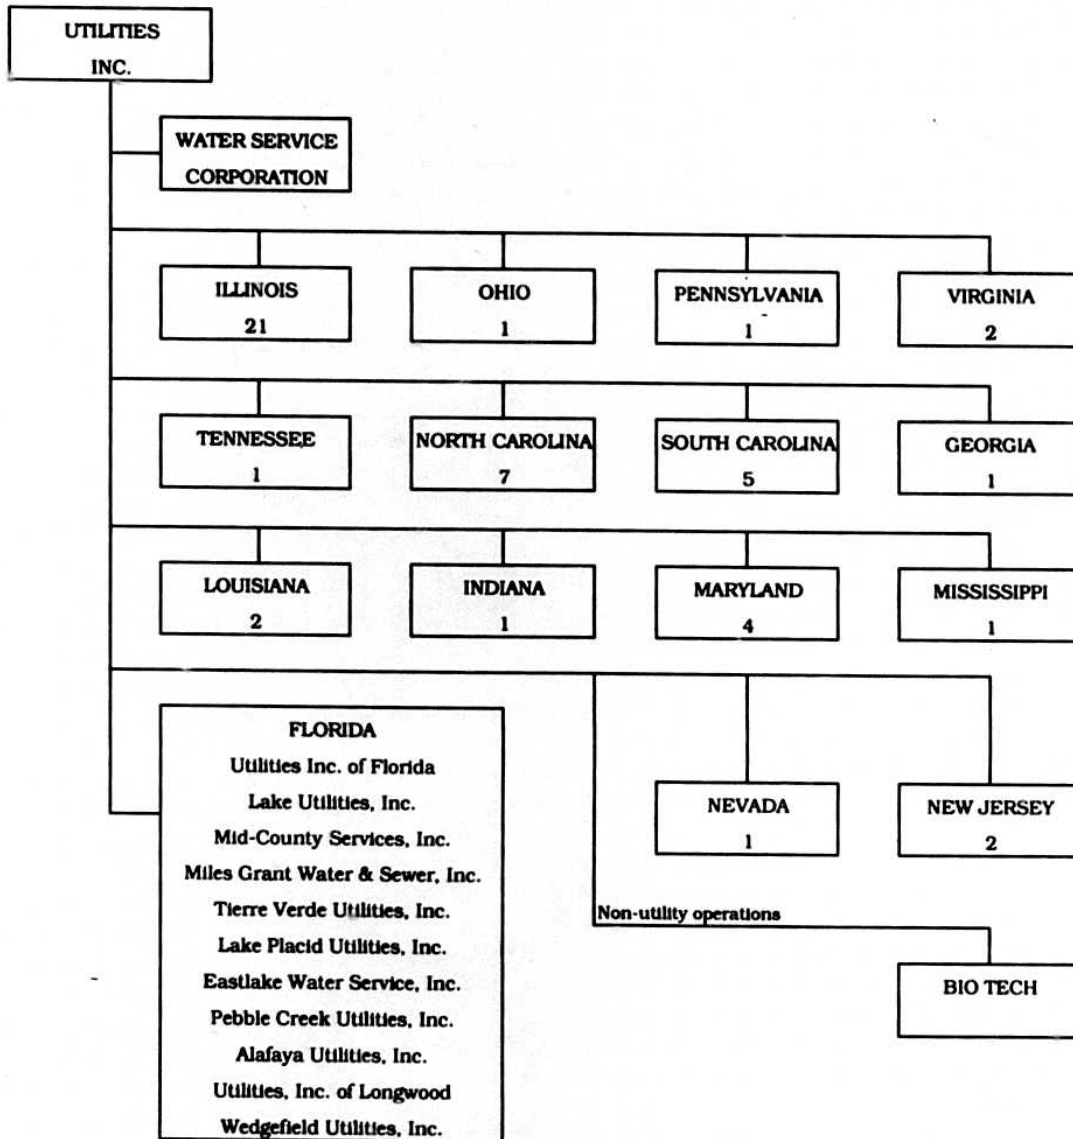 UTILITIES
INC.
WATER SERVICE
CORPORATION
ILLINOIS
21
OHIO
1
PENNSYLVANIA
1
VIRGINIA
2
TENNESSEE
1
NORTH CAROLINA
7
SOUTH CAROLINA
5
GEORGIA
1
LOUISIANA
2
INDIANA
1
MARYLAND
4
MISSISSIPPI
1
FLORIDA
Utilities Inc. of Florida
Lake Utilities, Inc.
Mid-County Services, Inc.
Miles Grant Water & Sewer, Inc.
Tierre Verde Utilities, Inc.
Lake Placid Utilities, Inc.
Eastlake Water Service, Inc.
Pebble Creek Utilities, Inc.
Alafaya Utilities, Inc.
Utilities, Inc. of Longwood
Wedgefield Utilities, Inc.
NEVADA
1
NEW JERSEY
2
Non-utility operations
BIO TECH